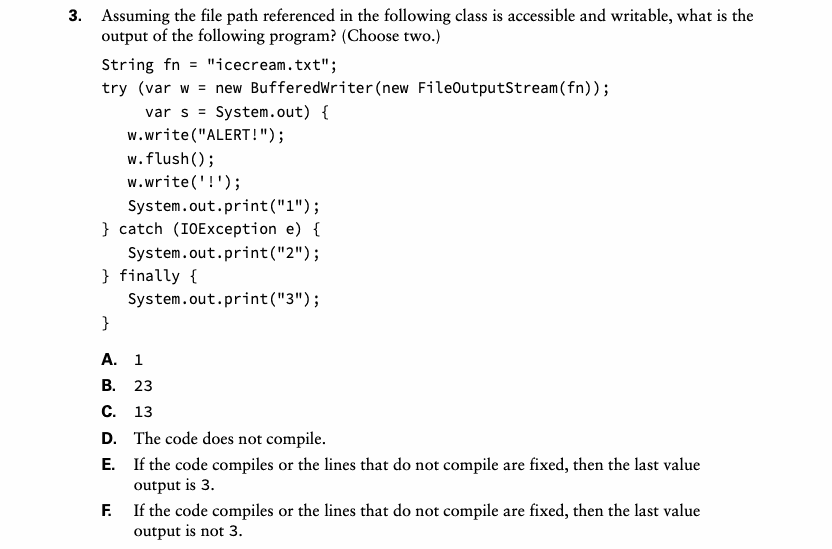 3. Assuming the file path referenced in the following class is accessible and writable, what is the
output of the following program? (Choose two.)
String fn = "icecream.txt";
try (var w = new BufferedWriter(new FileOutputStream(fn));
     var s = System.out) {
   w.write("ALERT!");
   w.flush();
   w.write('!');
   System.out.print("1");
} catch (IOException e) {
   System.out.print("2");
} finally {
   System.out.print("3");
}
A. 1
B. 23
C. 13
D. The code does not compile.
E. If the code compiles or the lines that do not compile are fixed, then the last value
output is 3.
F. If the code compiles or the lines that do not compile are fixed, then the last value
output is not 3.